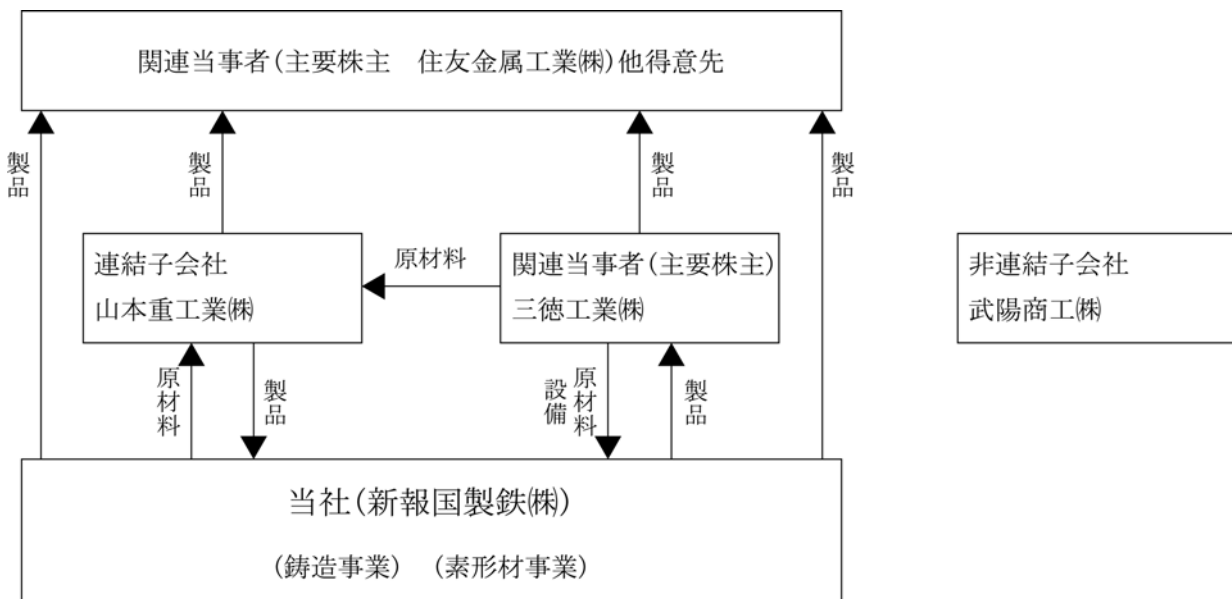 関連当事者(主要株主　住友金属工業㈱)他得意先
製品
製品
製品
製品
連結子会社
山本重工業㈱
原材料
関連当事者(主要株主)
三徳工業㈱
非連結子会社
武陽商工㈱
原材料
製品
設備
原材料
製品
当社(新報国製鉄㈱)
(鋳造事業)　(素形材事業)